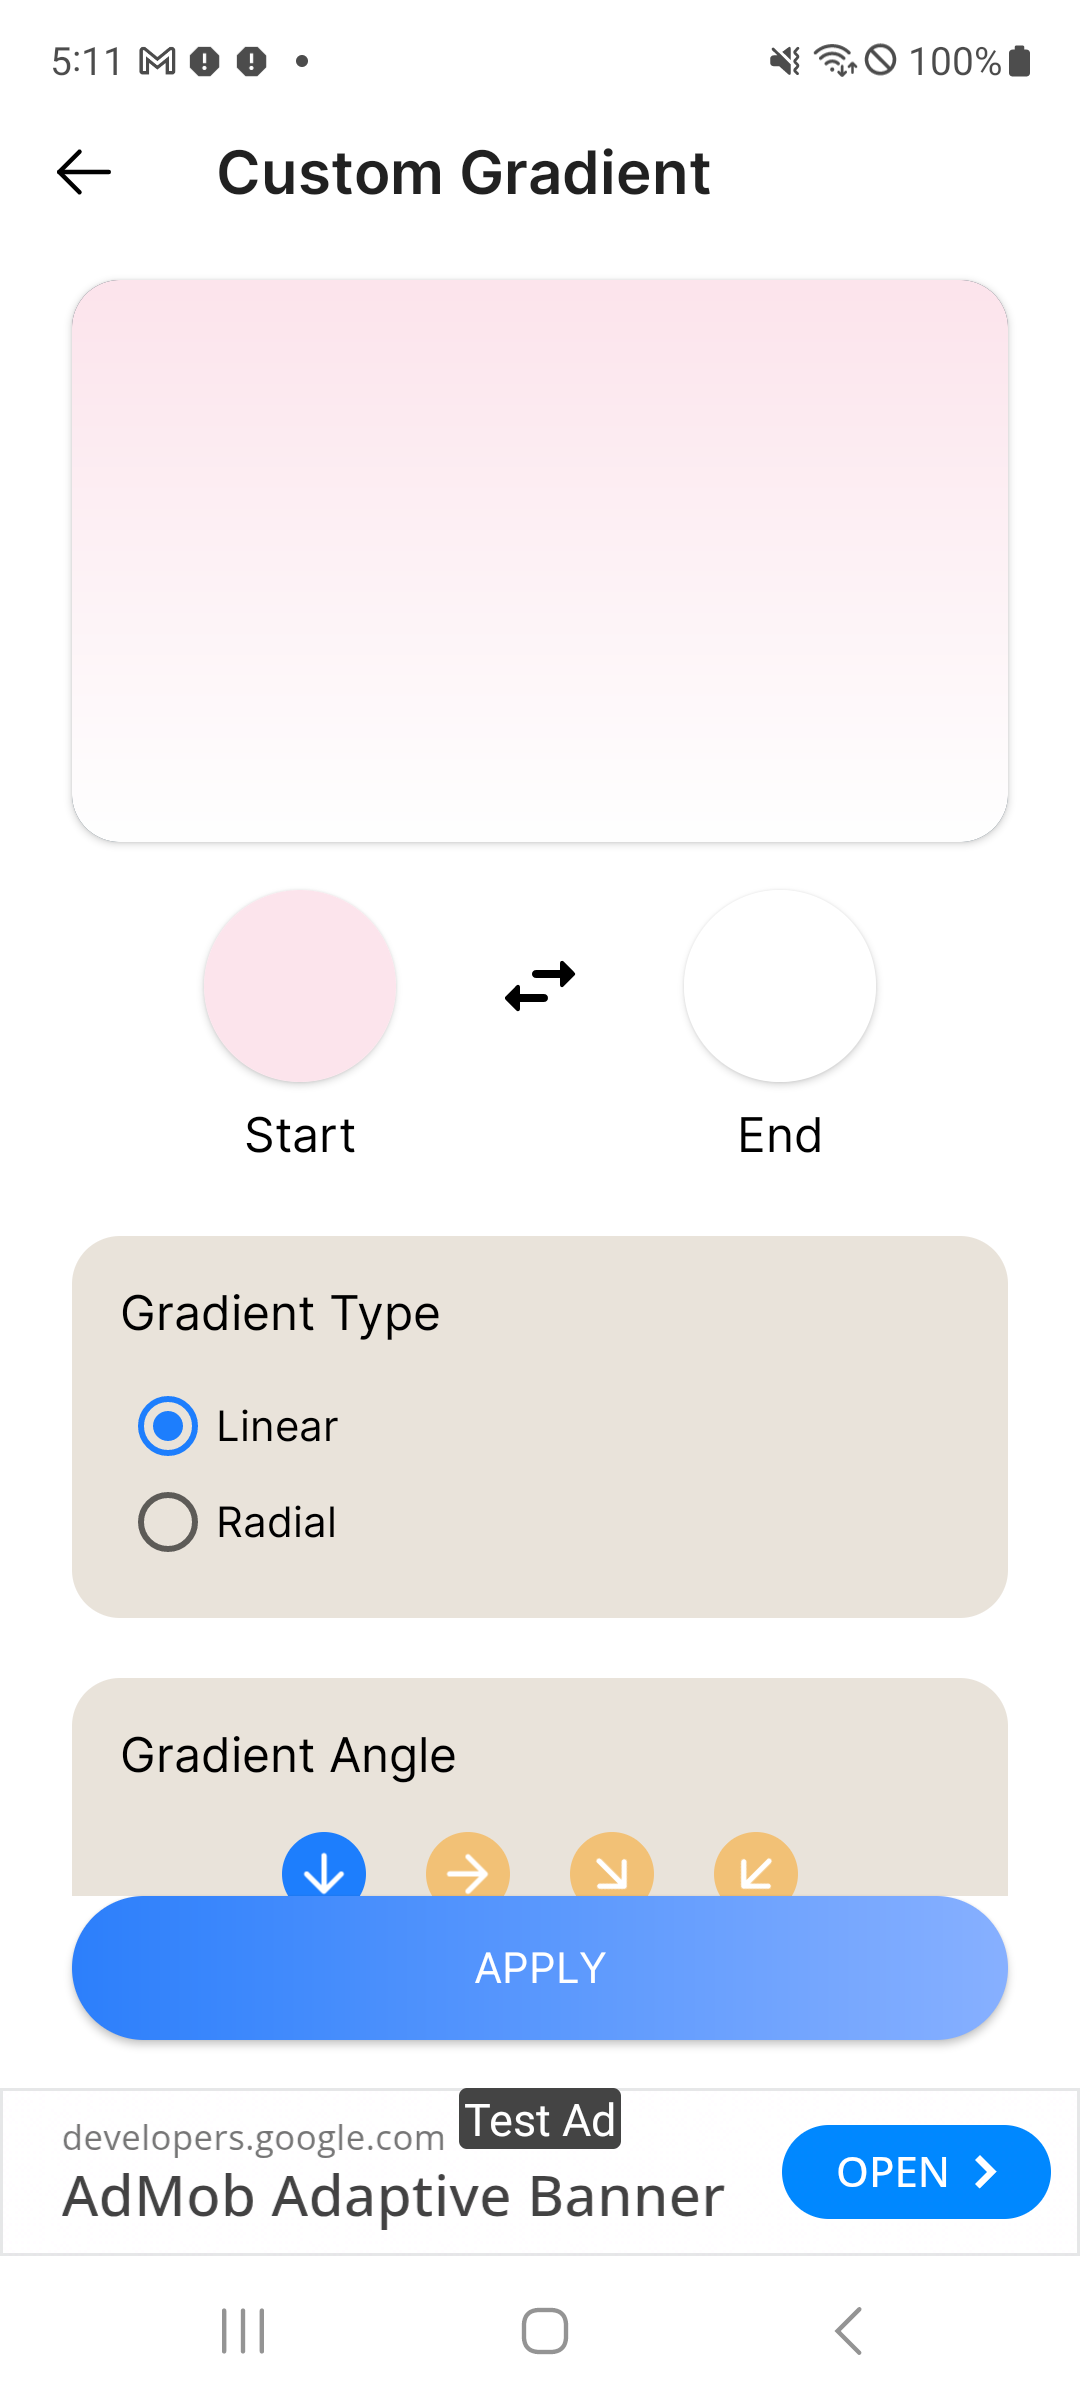 5:11
100%
Custom Gradient
Start
End
Gradient Type
Linear
Radial
Gradient Angle
APPLY
Test Ad
developers.google.com
AdMob Adaptive Banner
OPEN